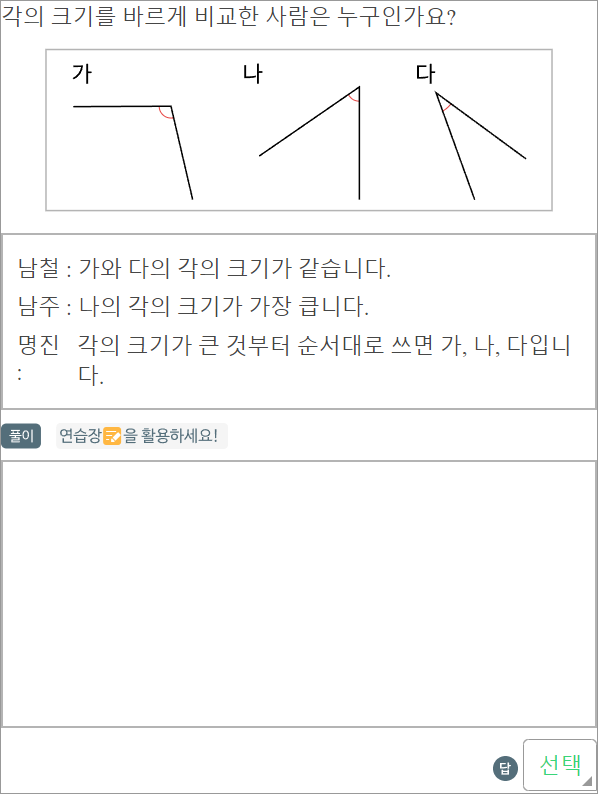 각의 크기를 바르게 비교한 사람은 누구인가요?
가 나 다
남철 : 가와 다의 각의 크기가 같습니다.
남주 : 나의 각의 크기가 가장 큽니다.
명진 각의 크기가 큰 것부터 순서대로 쓰면 가, 나, 다입니
: 다.
풀이 연습장을 활용하세요!
답 선택